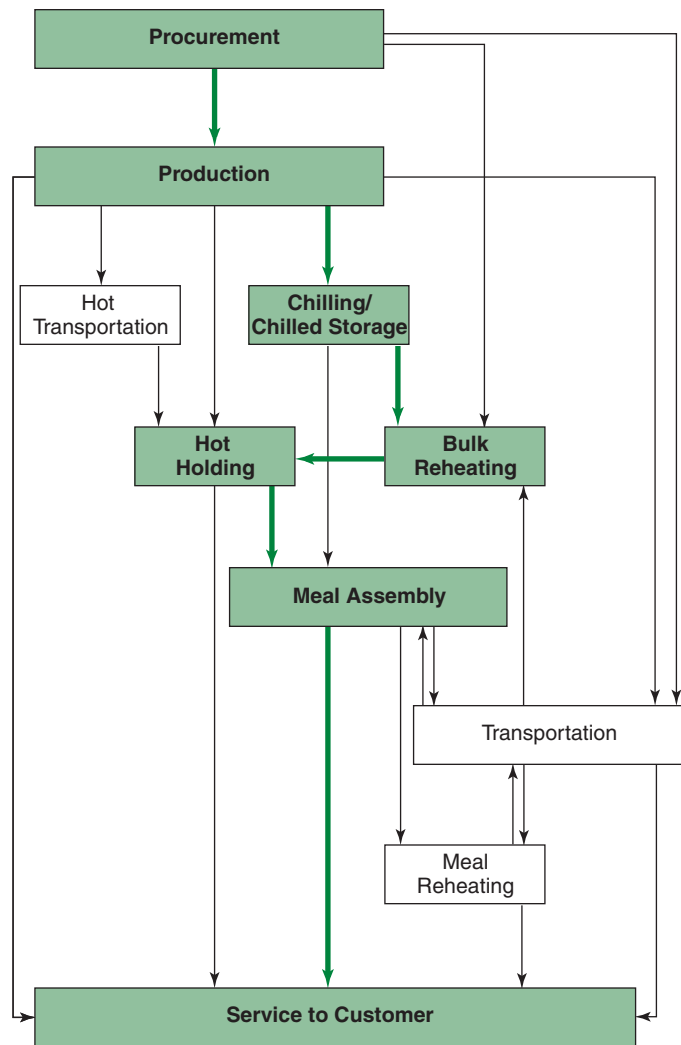 Procurement
Production
Hot
Transportation
Chilling/
Chilled Storage
Hot
Holding
Bulk
Reheating
Meal Assembly
Transportation
Meal
Reheating
Service to Customer